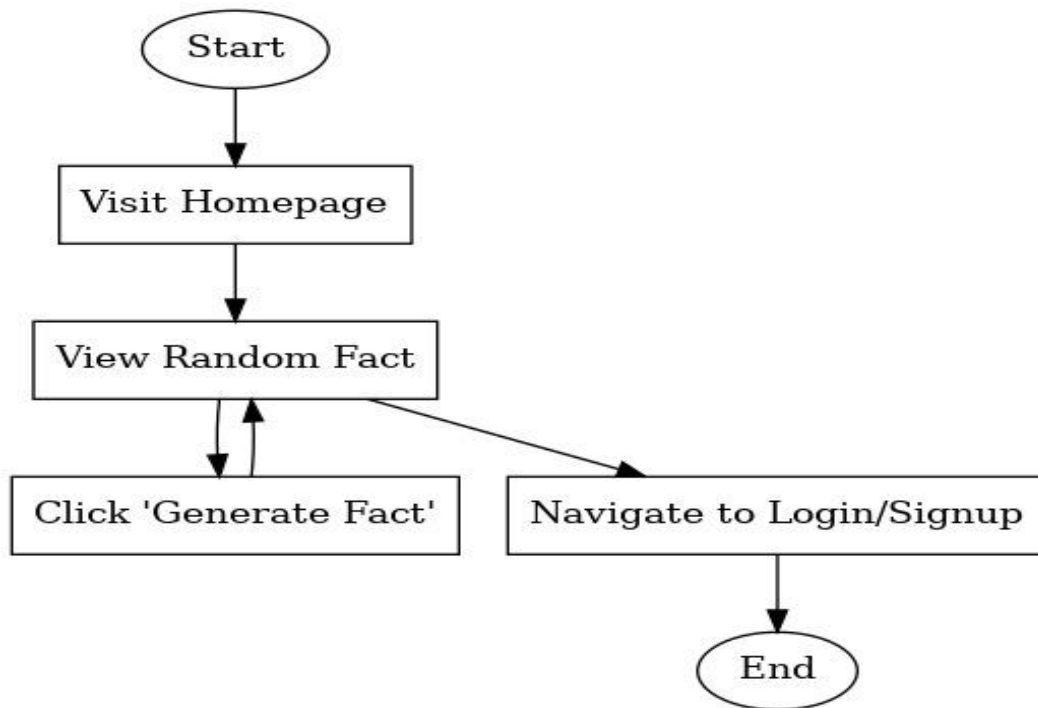 Start
Visit Homepage
View Random Fact
Click 'Generate Fact'
Navigate to Login/Signup
End